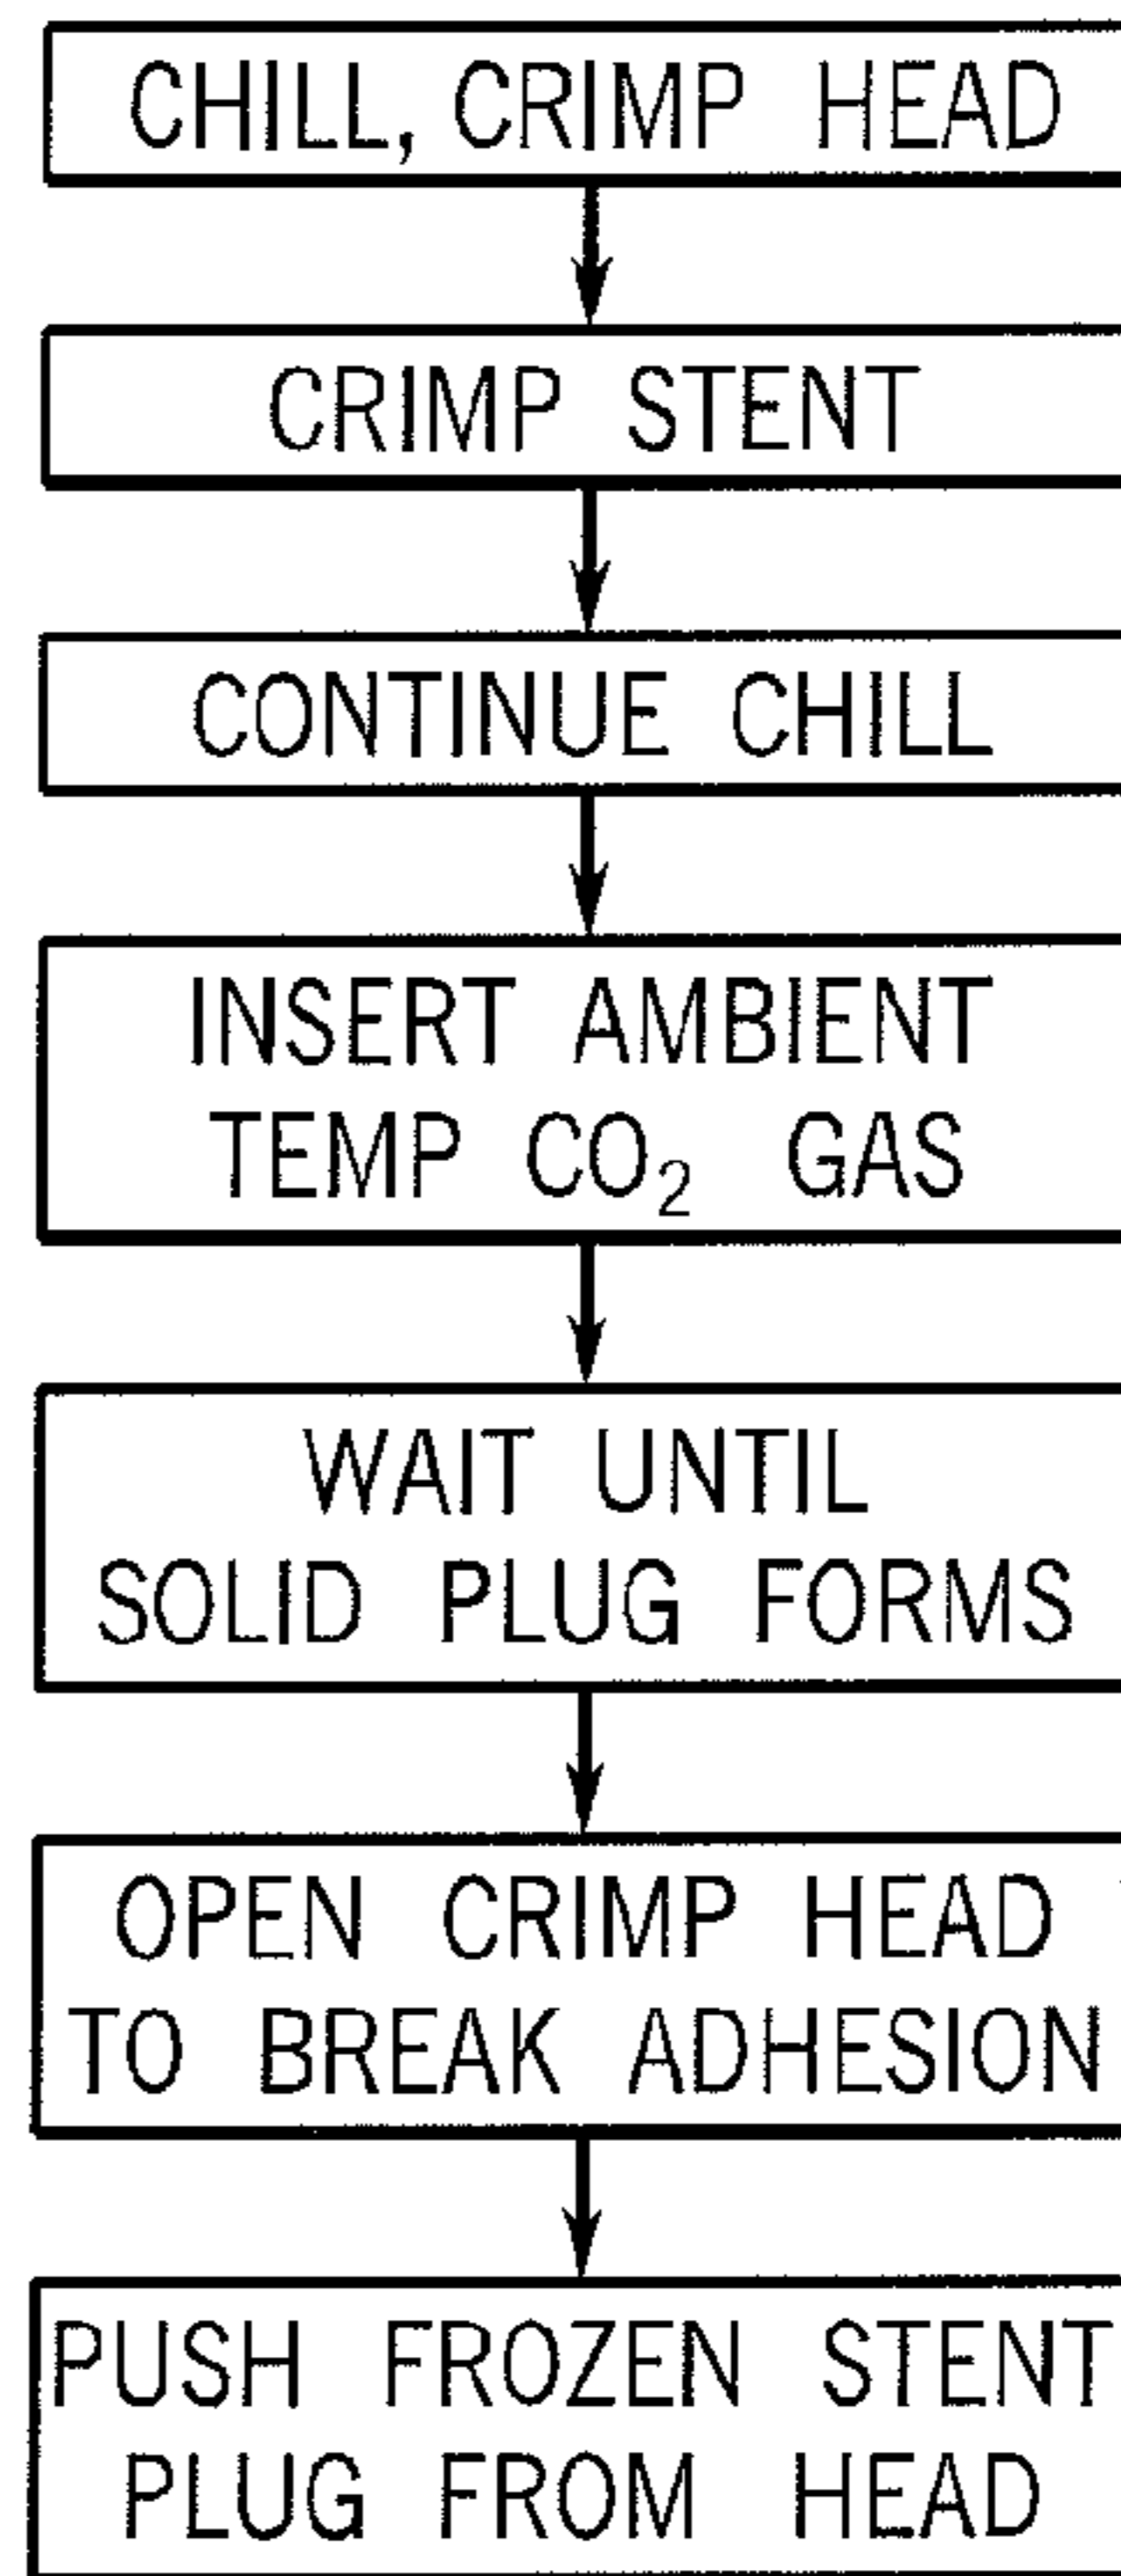 CHILL, CRIMP HEAD
CRIMP STENT
CONTINUE CHILL
INSERT AMBIENT
TEMP CO₂ GAS
WAIT UNTIL
SOLID PLUG FORMS
OPEN CRIMP HEAD
TO BREAK ADHESION
PUSH FROZEN STENT
PLUG FROM HEAD